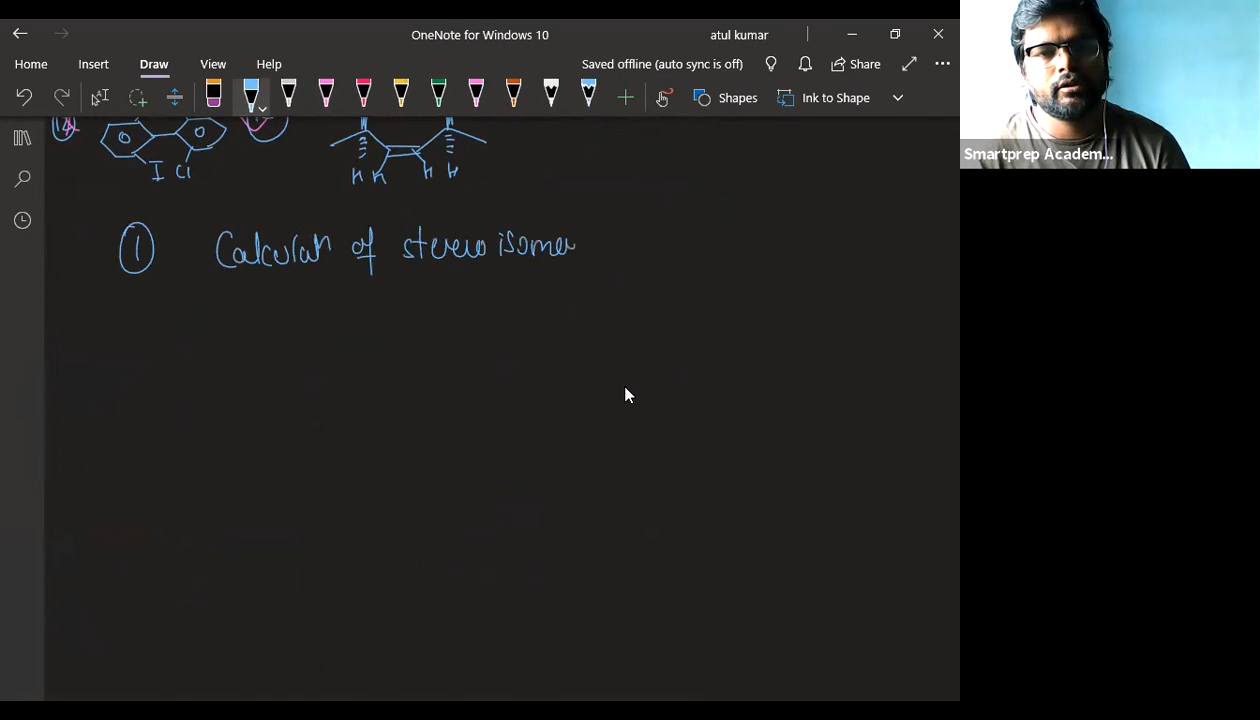 OneNote for Windows 10
atul kumar
Home Insert Draw View Help
Saved offline (auto sync is off)
Share
Shapes
Ink to Shape
Smartprep Academ...
I Cl
H H H H
1 Calculan of stereo isomer